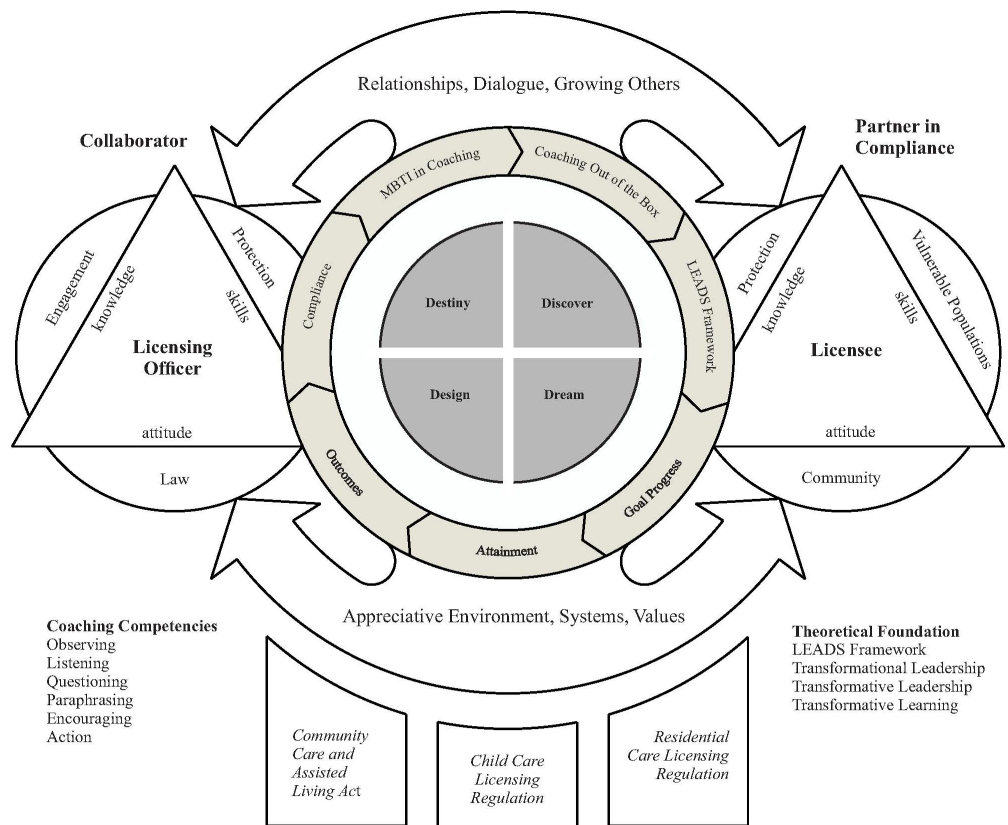 Relationships, Dialogue, Growing Others
Collaborator
Partner in
Compliance
MBTI in Coaching
Coaching Out of the Box
LEADS Framework
Goal Progress
Attainment
Outcomes
Compliance
Destiny
Discover
Design
Dream
Engagement
knowledge
Protection
skills
Licensing
Officer
attitude
Law
Protection
knowledge
Vulnerable Populations
skills
Licensee
attitude
Community
Appreciative Environment, Systems, Values
Coaching Competencies
Observing
Listening
Questioning
Paraphrasing
Encouraging
Action
Theoretical Foundation
LEADS Framework
Transformational Leadership
Transformative Leadership
Transformative Learning
Community
Care and
Assisted
Living Act
Child Care
Licensing
Regulation
Residential
Care Licensing
Regulation